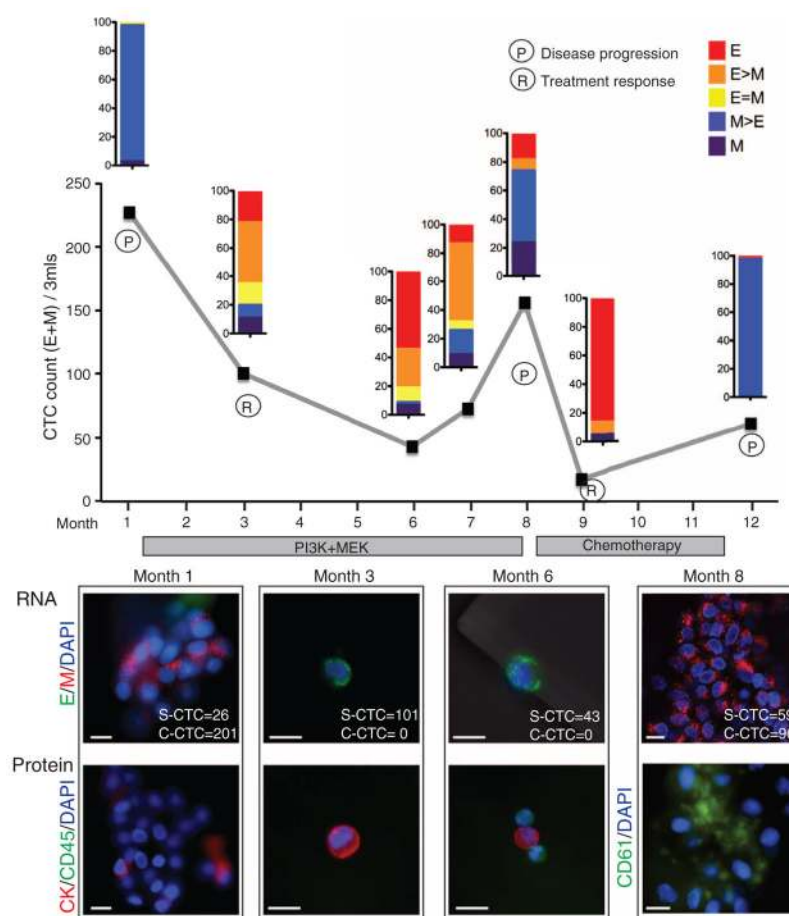 100
80
60
40
20
0
P Disease progression
R Treatment response
E
E>M
E=M
M>E
M
CTC count (E+M) / 3mls
250
200
150
100
50
0
P
100
80
60
40
20
0
R
100
80
60
40
20
0
100
80
60
40
20
0
100
80
60
40
20
0
P
100
80
60
40
20
0
R
100
80
60
40
20
0
P
Month 1 2 3 4 5 6 7 8 9 10 11 12
PI3K+MEK Chemotherapy
Month 1 Month 3 Month 6 Month 8
RNA
E/M/DAPI
S-CTC=26
C-CTC=201
S-CTC=101
C-CTC= 0
S-CTC=43
C-CTC=0
S-CTC=59
C-CTC=96
Protein
CK/CD45/DAPI
CD61/DAPI